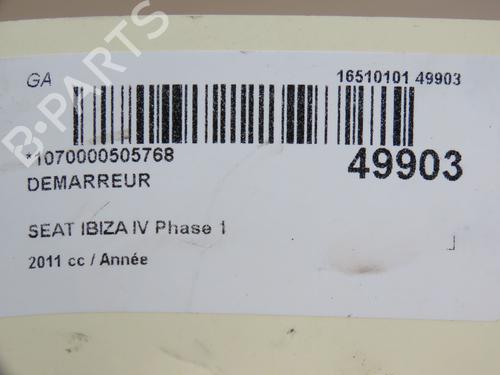 B-PARTS
GA
16510101 49903
*1070000505768
49903
DEMARREUR
SEAT IBIZA IV Phase 1
2011 cc / Année